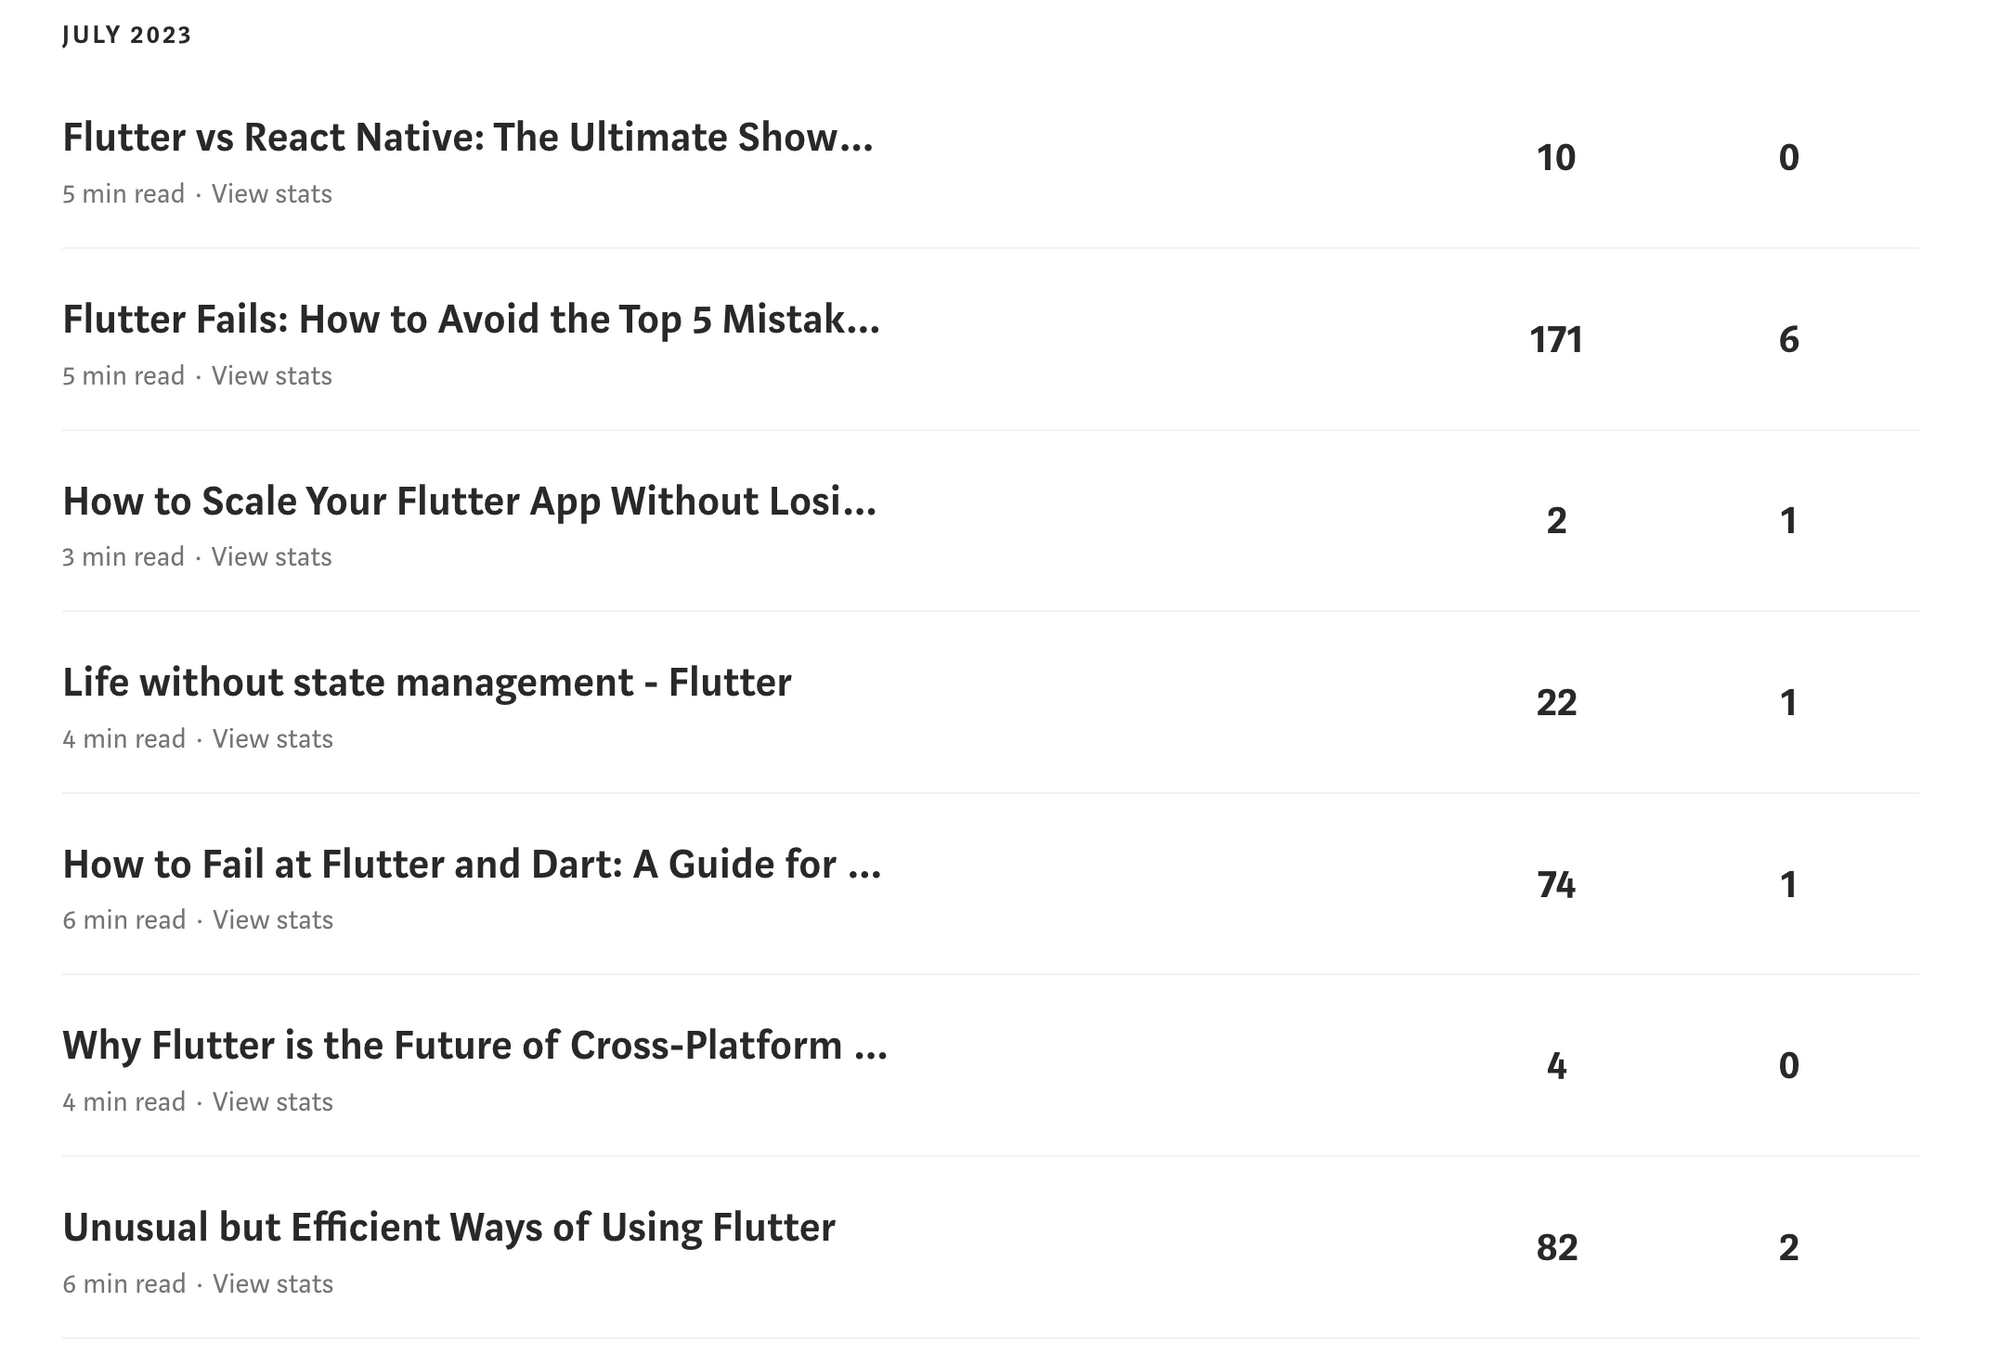 JULY 2023
Flutter vs React Native: The Ultimate Show...
5 min read · View stats
10
0
Flutter Fails: How to Avoid the Top 5 Mistak...
5 min read · View stats
171
6
How to Scale Your Flutter App Without Losi...
3 min read · View stats
2
1
Life without state management - Flutter
4 min read · View stats
22
1
How to Fail at Flutter and Dart: A Guide for ...
6 min read · View stats
74
1
Why Flutter is the Future of Cross-Platform ...
4 min read · View stats
4
0
Unusual but Efficient Ways of Using Flutter
6 min read · View stats
82
2